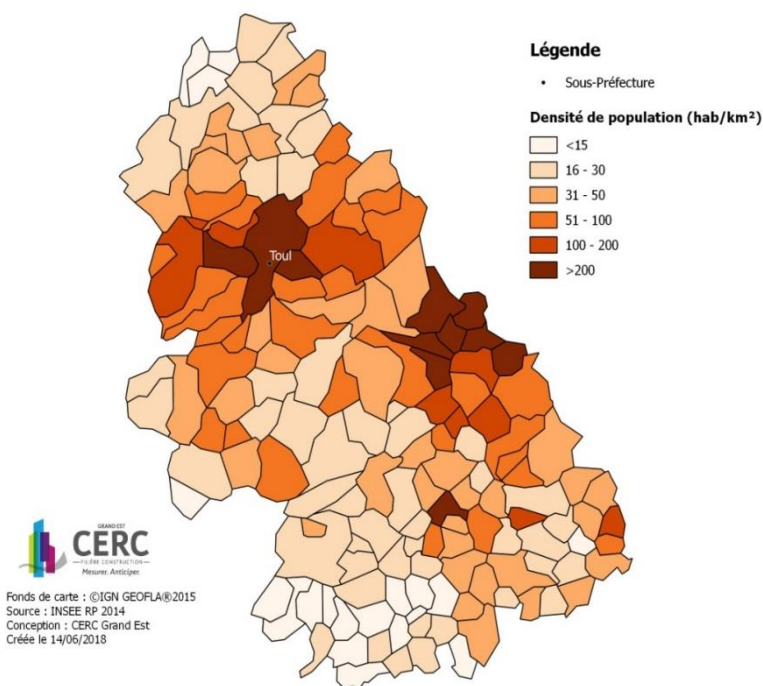 Légende
Sous-Préfecture
Densité de population (hab/km²)
<15
16 - 30
31 - 50
51 - 100
100 - 200
>200
Toul
GRAND EST
CERC
—FILIÈRE CONSTRUCTION—
Mesurer. Anticiper.
Fonds de carte : ©IGN GEOFLA®2015
Source : INSEE RP 2014
Conception : CERC Grand Est
Créée le 14/06/2018